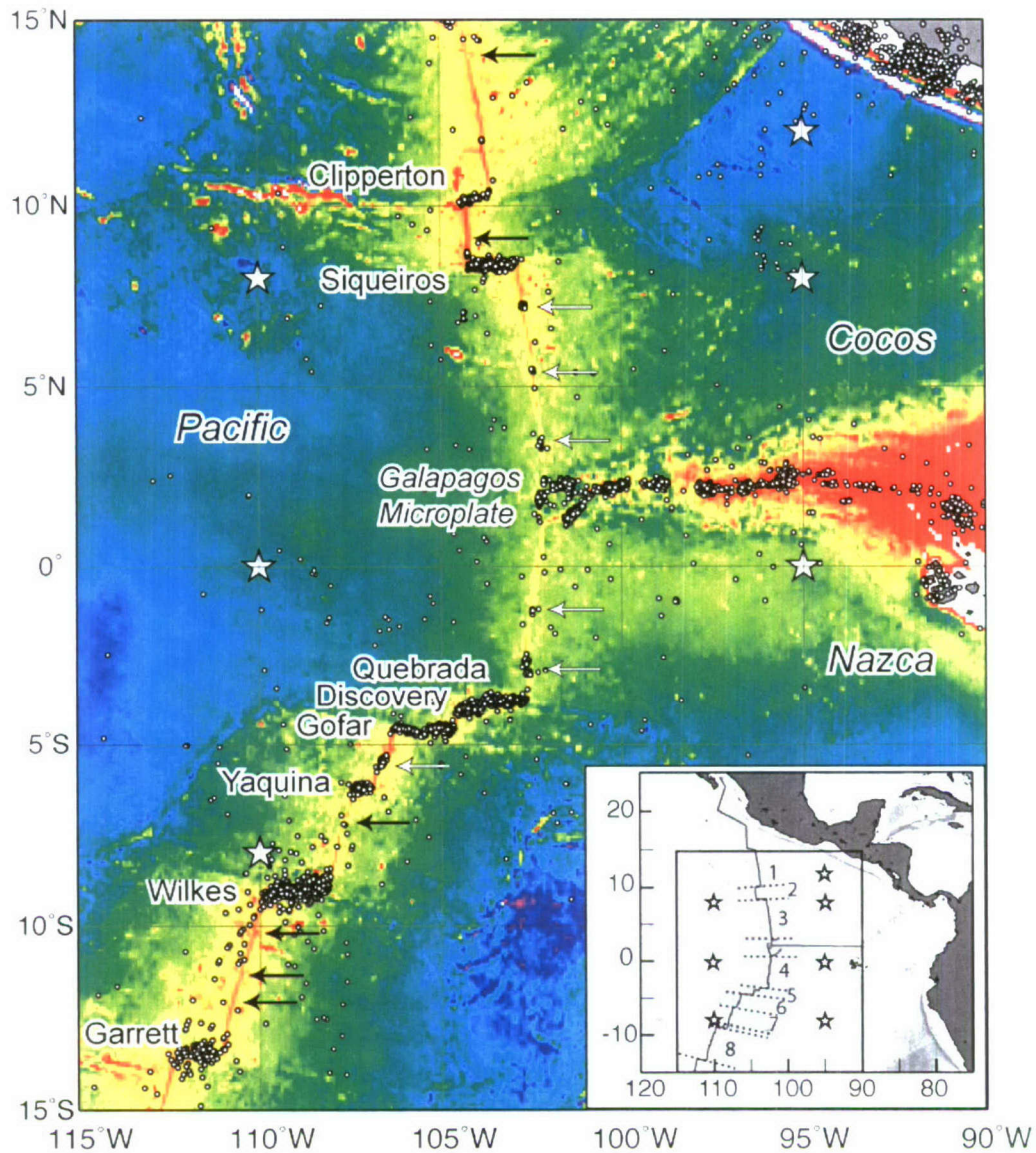 15°N
Clipperton
10°N
Siqueiros
Cocos
5°N
Pacific
Galapagos
Microplate
0°
Quebrada
Nazca
Discovery
Gofar
5°S
Yaquina
Wilkes
10°S
Garrett
15°S
115°W 110°W 105°W 100°W 95°W 90°W
20
10
0
-10
1
2
3
4
5
6
8
120 110 100 90 80